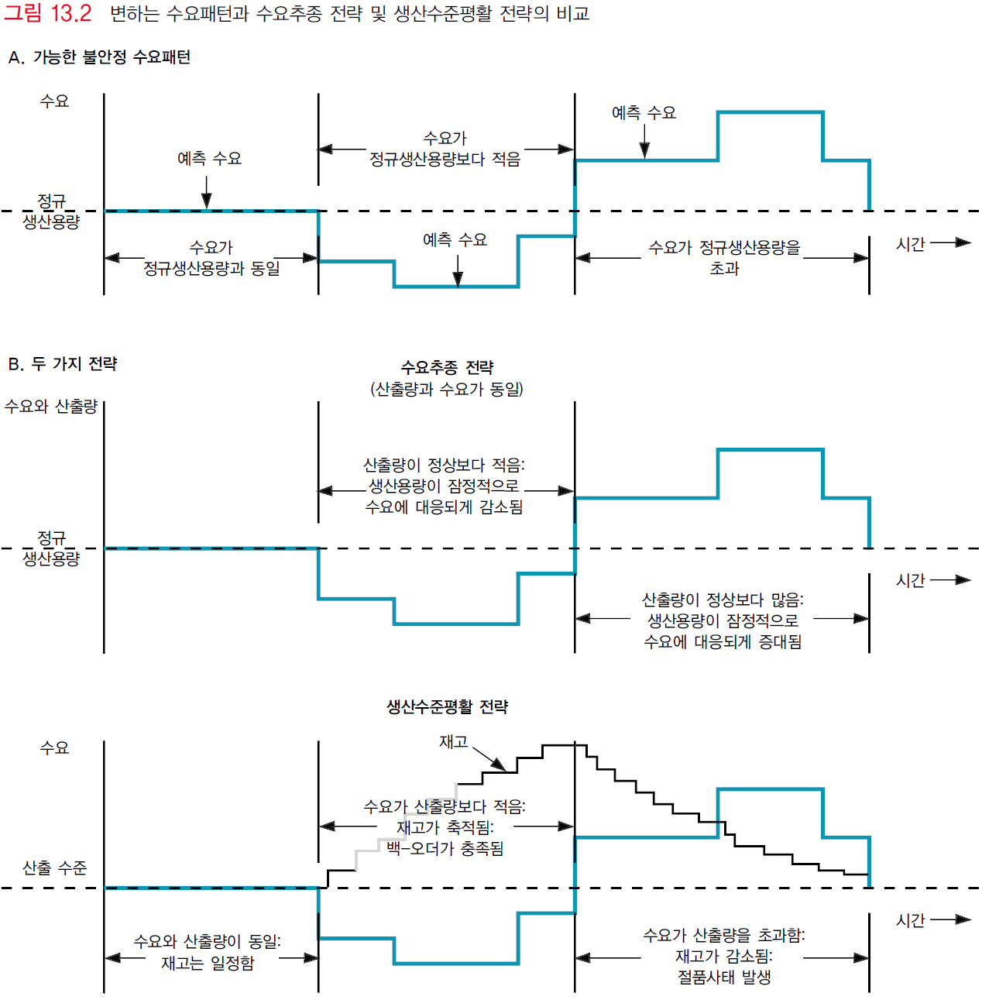 그림 13.2 변하는 수요패턴과 수요추종 전략 및 생산수준평활 전략의 비교
A. 가능한 불안정 수요패턴
수요
예측 수요
수요가
정규생산용량보다 적음
예측 수요
정규
생산용량
수요가
정규생산용량과 동일
예측 수요
수요가 정규생산용량을
초과
시간
B. 두 가지 전략
수요추종 전략
(산출량과 수요가 동일)
수요와 산출량
산출량이 정상보다 적음:
생산용량이 잠정적으로
수요에 대응되게 감소됨
정규
생산용량
시간
산출량이 정상보다 많음:
생산용량이 잠정적으로
수요에 대응되게 증대됨
생산수준평활 전략
수요
재고
수요가 산출량보다 적음:
재고가 축적됨:
백-오더가 충족됨
산출 수준
시간
수요와 산출량이 동일:
재고는 일정함
수요가 산출량을 초과함:
재고가 감소됨:
절품사태 발생